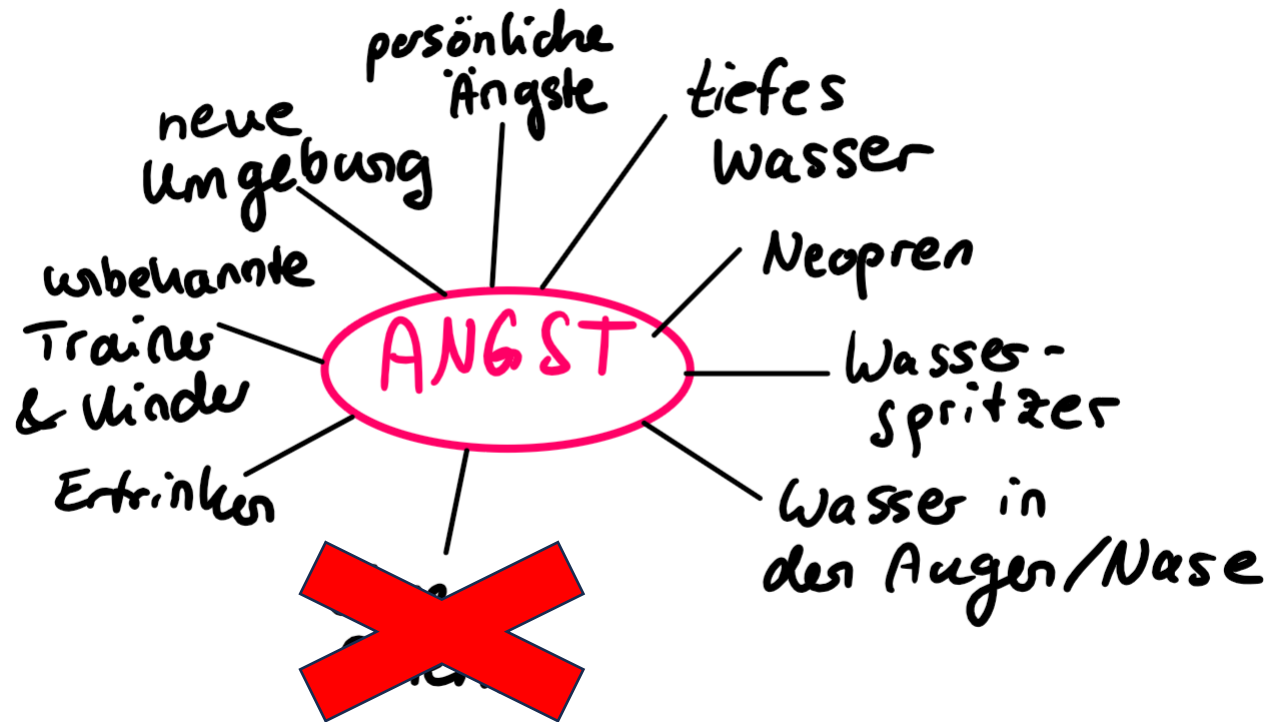 persönliche
Ängste
tiefes
Wasser
neue
Umgebung
Neopren
unbekannte
Trainer
& Kinder
ANGST
Wasser-
spritzer
Ertrinken
Wasser in
den Augen/Nase